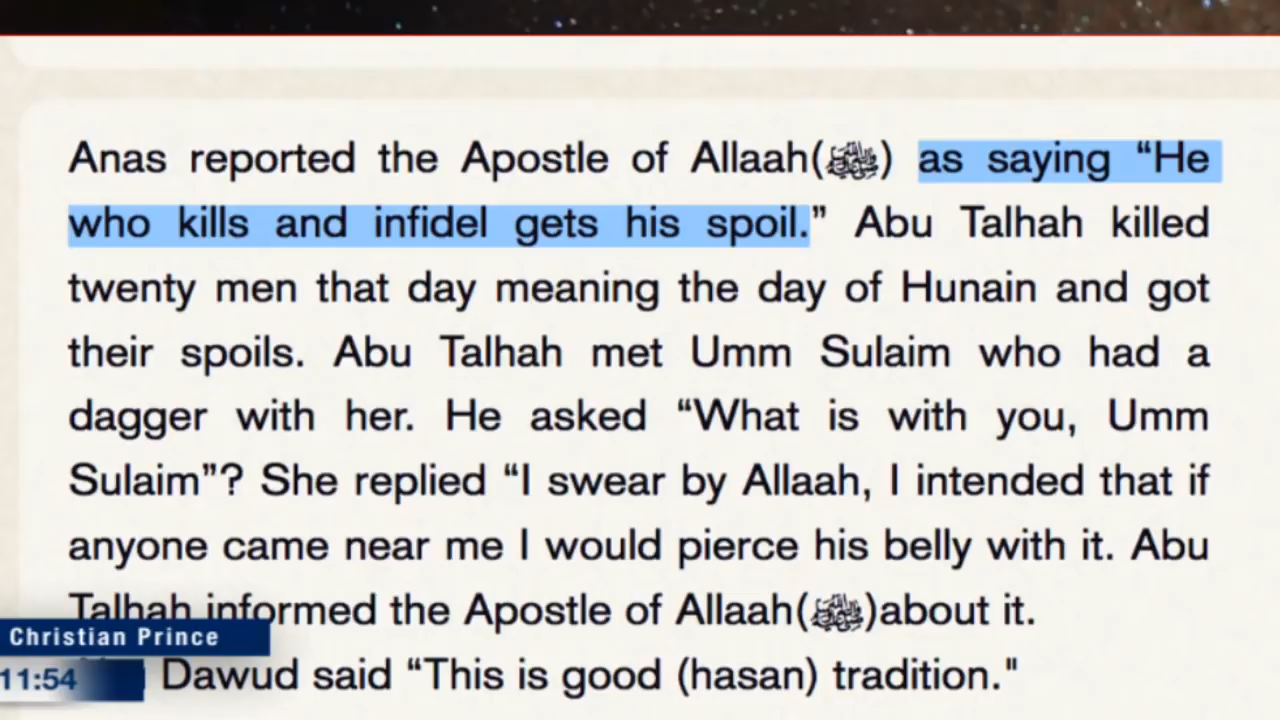 Anas reported the Apostle of Allaah(ﷺ) as saying “He
who kills and infidel gets his spoil.” Abu Talhah killed
twenty men that day meaning the day of Hunain and got
their spoils. Abu Talhah met Umm Sulaim who had a
dagger with her. He asked “What is with you, Umm
Sulaim”? She replied “I swear by Allaah, I intended that if
anyone came near me I would pierce his belly with it. Abu
Talhah informed the Apostle of Allaah(ﷺ)about it.
Christian Prince
11:54
Dawud said “This is good (hasan) tradition."